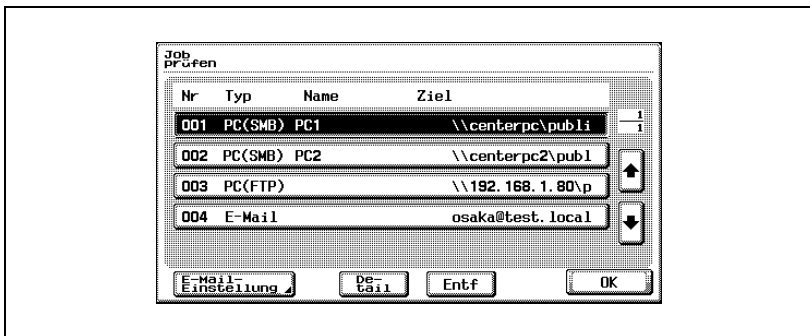 Job
prüfen
Nr Typ Name Ziel
001 PC(SMB) PC1 \\centerpc\publi
1
1
002 PC(SMB) PC2 \\centerpc2\publ
003 PC(FTP) \\192.168.1.80\p
004 E-Mail osaka@test.local
E-Mail-
Einstellung
De-
tail
Entf
OK